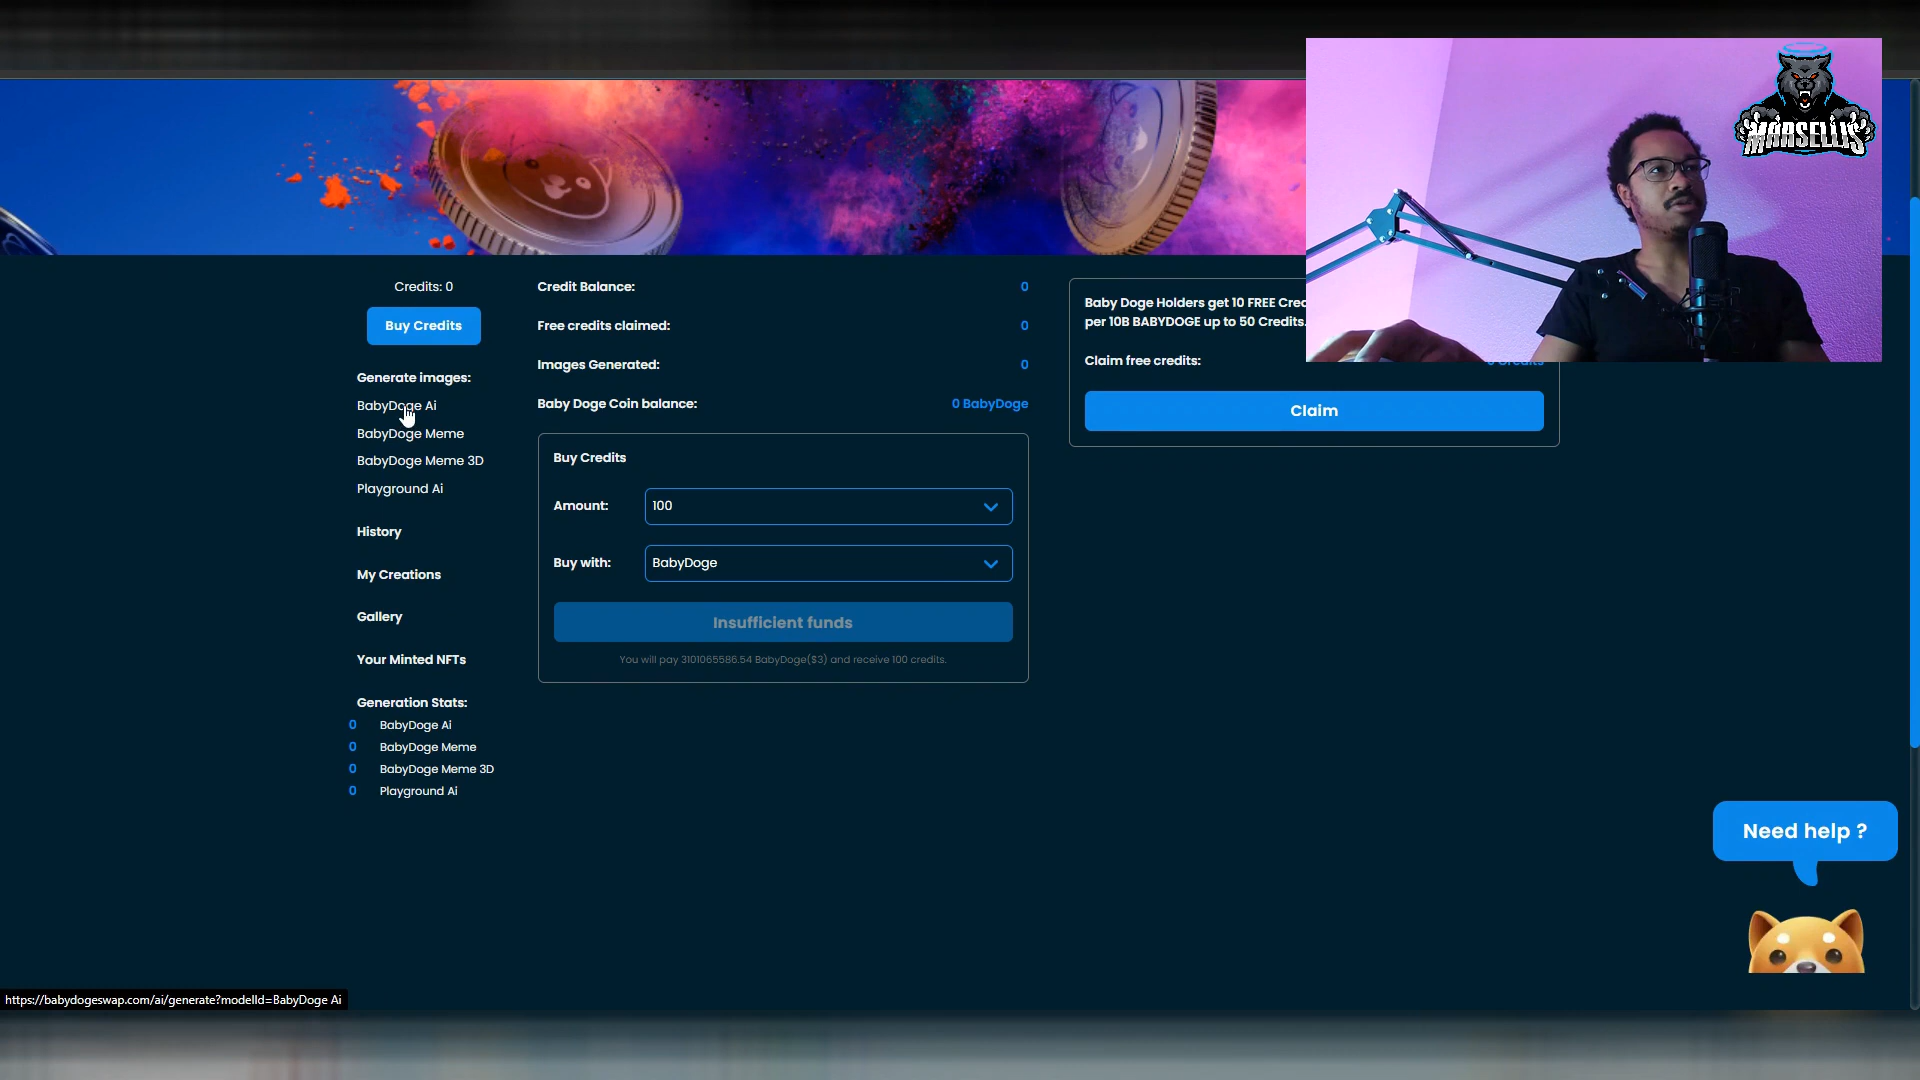 MARSELLIS
Credits: 0
Buy Credits
Generate images:
BabyDoge Ai
BabyDoge Meme
BabyDoge Meme 3D
Playground Ai
History
My Creations
Gallery
Your Minted NFTs
Generation Stats:
0 BabyDoge Ai
0 BabyDoge Meme
0 BabyDoge Meme 3D
0 Playground Ai
Credit Balance: 0
Free credits claimed: 0
Images Generated: 0
Baby Doge Coin balance: 0 BabyDoge
Buy Credits
Amount: 100
Buy with: BabyDoge
Insufficient funds
You will pay 3101065586.54 BabyDoge($3) and receive 100 credits.
Baby Doge Holders get 10 FREE
per 10B BABYDOGE up to 50 Credits.
Claim free credits: 0 Credits
Claim
Need help ?
https://babydogeswap.com/ai/generate?modelId=BabyDoge Ai